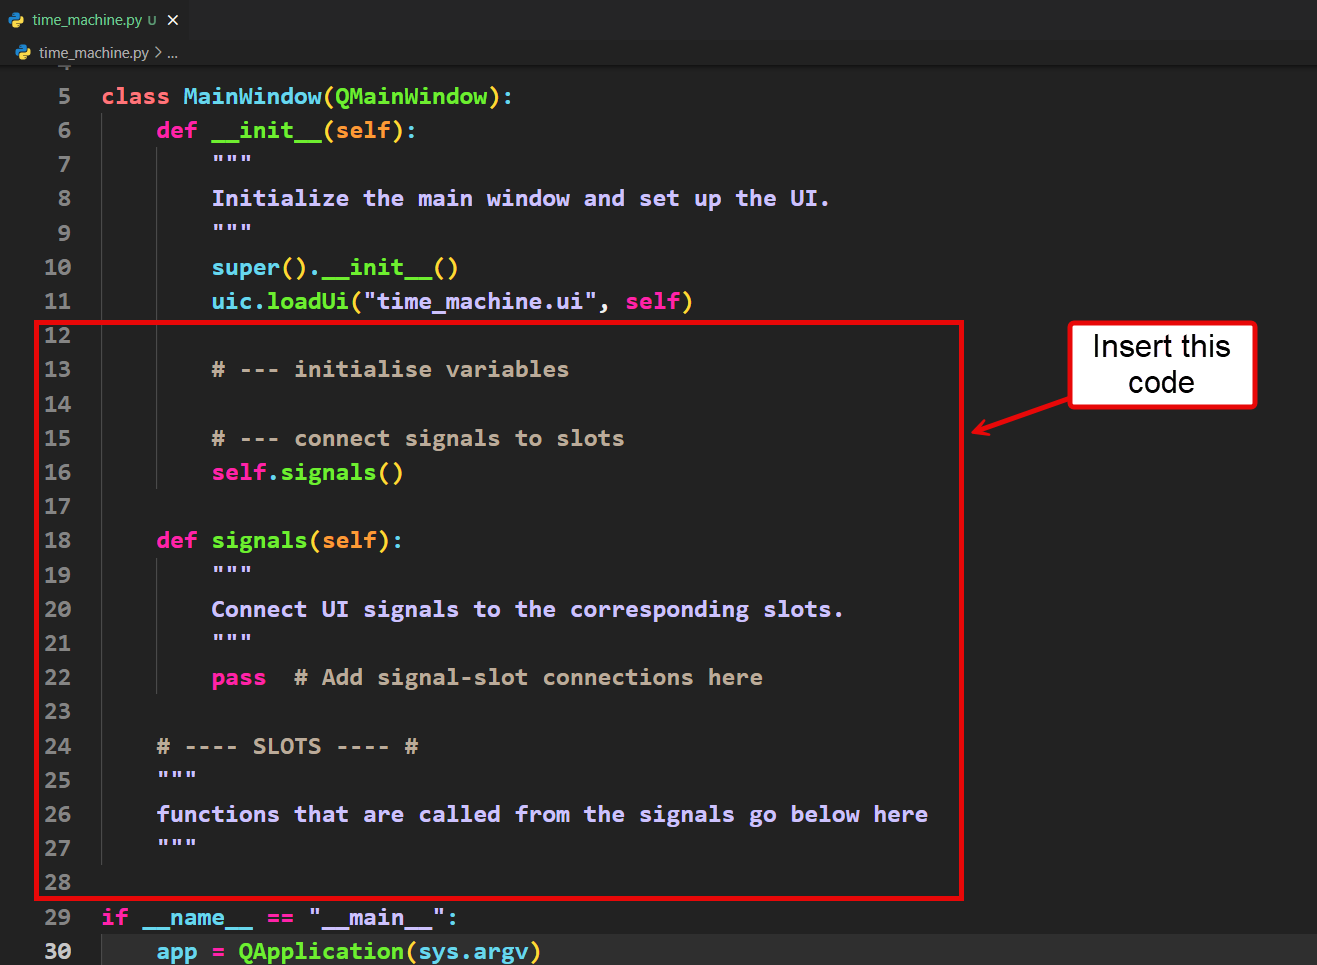 time_machine.py U ×
time_machine.py > ...
5 class MainWindow(QMainWindow):
6 def __init__(self):
7 """
8 Initialize the main window and set up the UI.
9 """
10 super().__init__()
11 uic.loadUi("time_machine.ui", self)
12
13 # --- initialise variables
14
15 # --- connect signals to slots
16 self.signals()
17
18 def signals(self):
19 """
20 Connect UI signals to the corresponding slots.
21 """
22 pass # Add signal-slot connections here
23
24 # ---- SLOTS ---- #
25 """
26 functions that are called from the signals go below here
27 """
28
29 if __name__ == "__main__":
30 app = QApplication(sys.argv)
Insert this
code